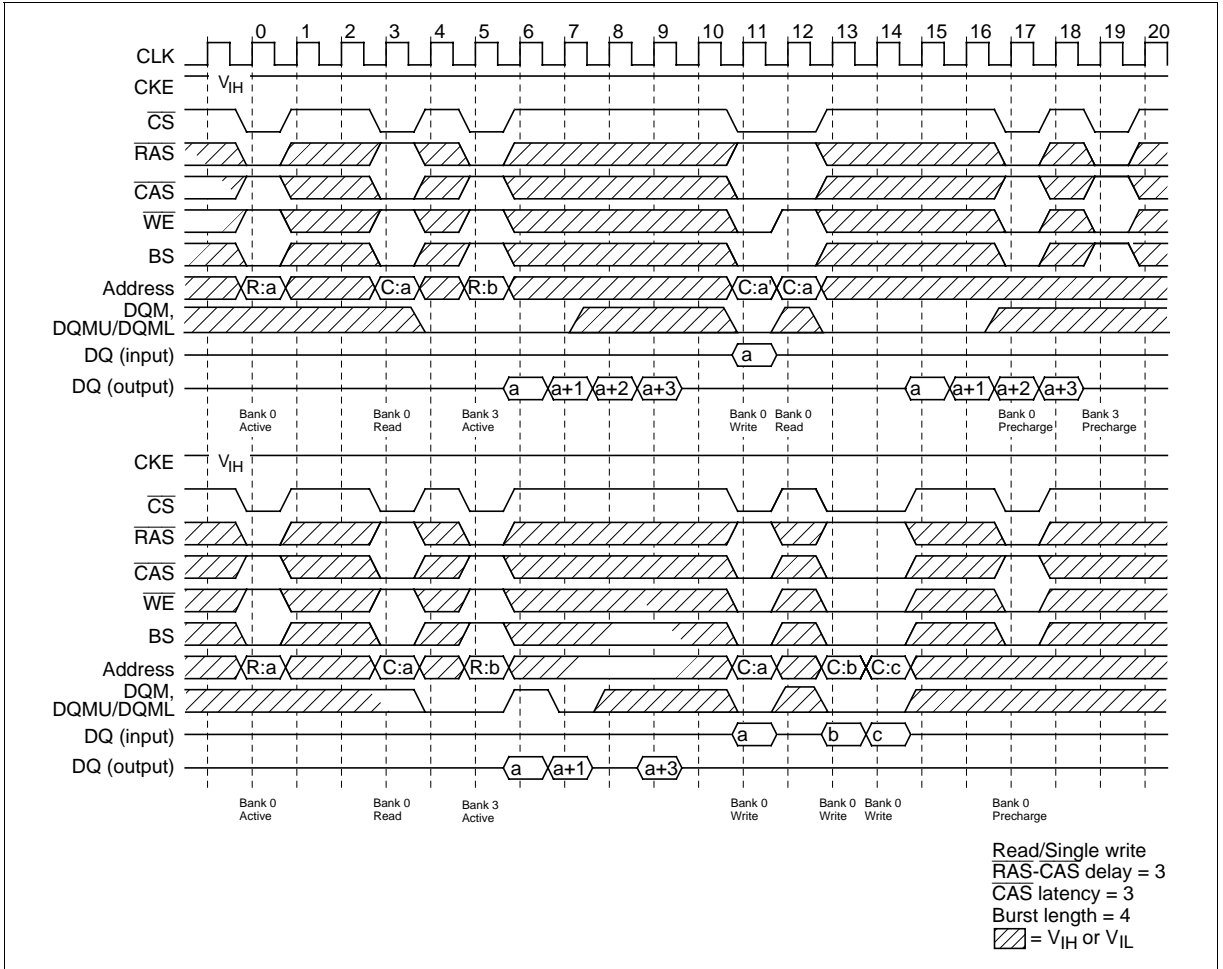 0 1 2 3 4 5 6 7 8 9 10 11 12 13 14 15 16 17 18 19 20
CLK
CKE VIH
CS
RAS
CAS
WE
BS
Address R:a C:a R:b C:a' C:a
DQM,
DQMU/DQML
DQ (input) a
DQ (output) a a+1 a+2 a+3 a a+1 a+2 a+3
Bank 0 Bank 0 Bank 3 Bank 0 Bank 0 Bank 0 Bank 3
Active Read Active Write Read Precharge Precharge
CKE VIH
CS
RAS
CAS
WE
BS
Address R:a C:a R:b C:a C:b C:c
DQM,
DQMU/DQML
DQ (input) a b c
DQ (output) a a+1 a+3
Bank 0 Bank 0 Bank 3 Bank 0 Bank 0 Bank 0 Bank 0
Active Read Active Write Write Write Precharge
Read/Single write
RAS-CAS delay = 3
CAS latency = 3
Burst length = 4
= VIH or VIL